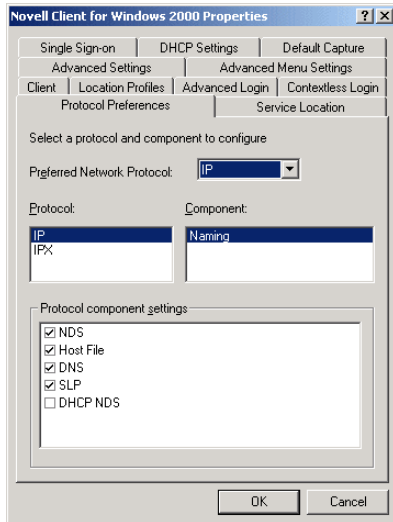 Novell Client for Windows 2000 Properties
Single Sign-on DHCP Settings Default Capture
Advanced Settings Advanced Menu Settings
Client Location Profiles Advanced Login Contextless Login
Protocol Preferences Service Location
Select a protocol and component to configure
Preferred Network Protocol: IP
Protocol: Component:
IP Naming
IPX
Protocol component settings
NDS
Host File
DNS
SLP
DHCP NDS
OK Cancel